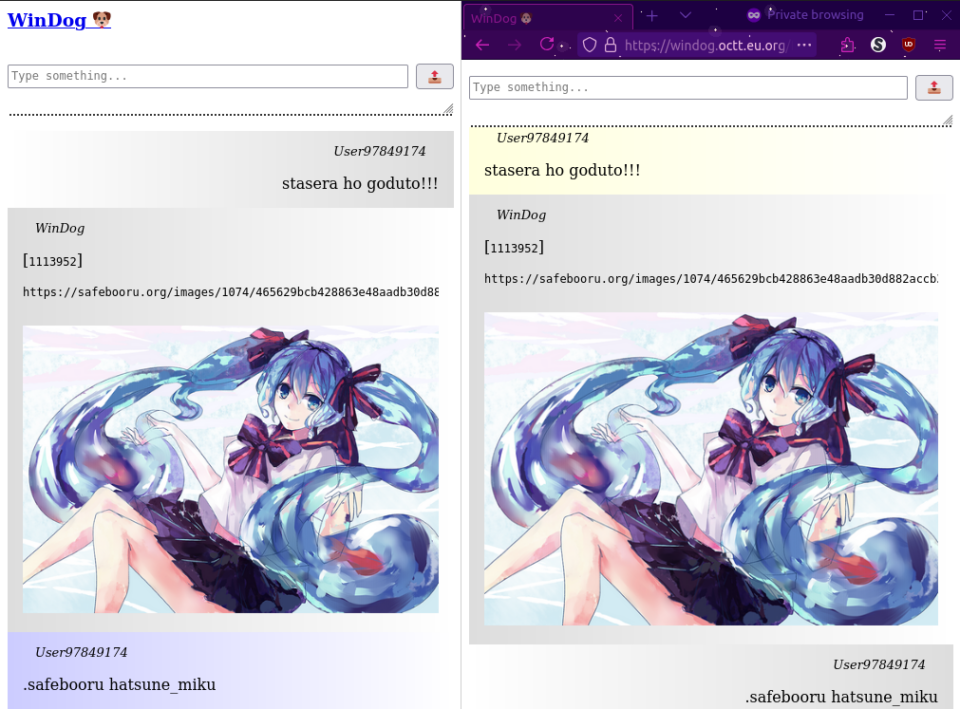 WinDog
Type something...
User97849174
stasera ho goduto!!!
WinDog
[1113952]
https://safebooru.org/images/1074/465629bcb428863e48aadb30d88
User97849174
.safebooru hatsune_miku
WinDog
Private browsing
https://windog.octt.eu.org/
Type something...
User97849174
stasera ho goduto!!!
WinDog
[1113952]
https://safebooru.org/images/1074/465629bcb428863e48aadb30d882accb
User97849174
.safebooru hatsune_miku